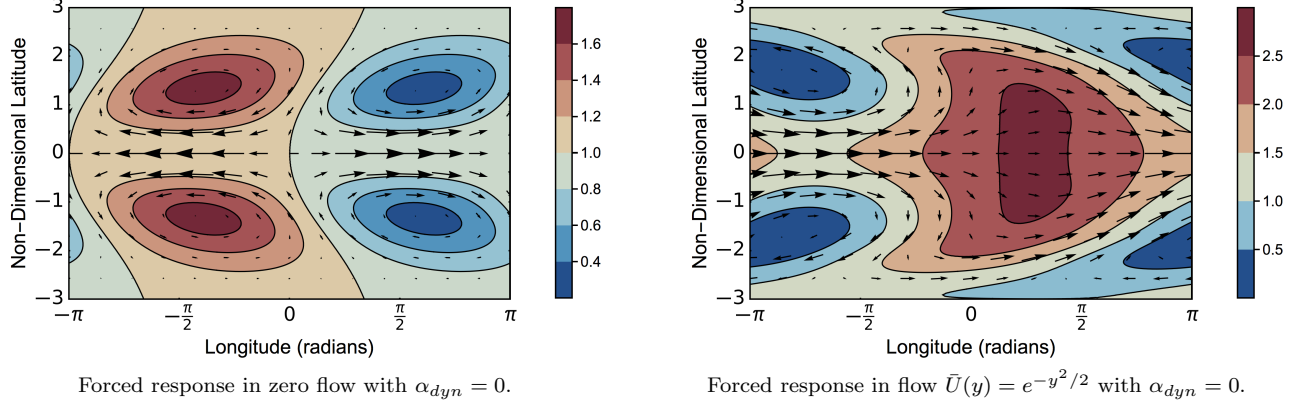 3
2
1
0
−1
−2
−3
Non−Dimensional Latitude
−π
−π/2
0
π/2
π
Longitude (radians)
1.6
1.4
1.2
1.0
0.8
0.6
0.4
Forced response in zero flow with α_dyn = 0.
3
2
1
0
−1
−2
−3
Non−Dimensional Latitude
−π
−π/2
0
π/2
π
Longitude (radians)
2.5
2.0
1.5
1.0
0.5
Forced response in flow Ū(y) = e^{−y²/2} with α_dyn = 0.